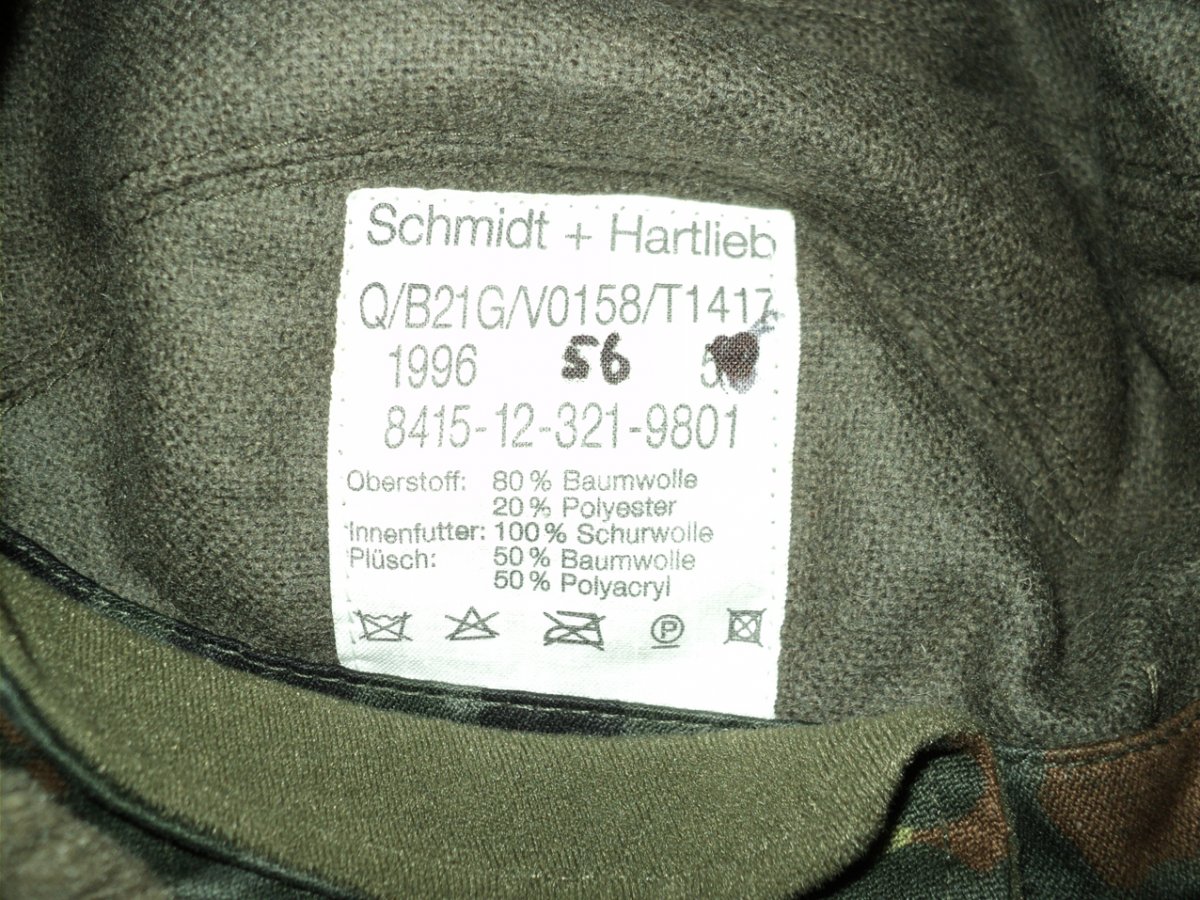 Schmidt + Hartlieb
Q/B21G/V0158/T1417
1996 56
8415-12-321-9801
Oberstoff: 80 % Baumwolle
20 % Polyester
Innenfutter: 100 % Schurwolle
Plüsch: 50 % Baumwolle
50 % Polyacryl
P